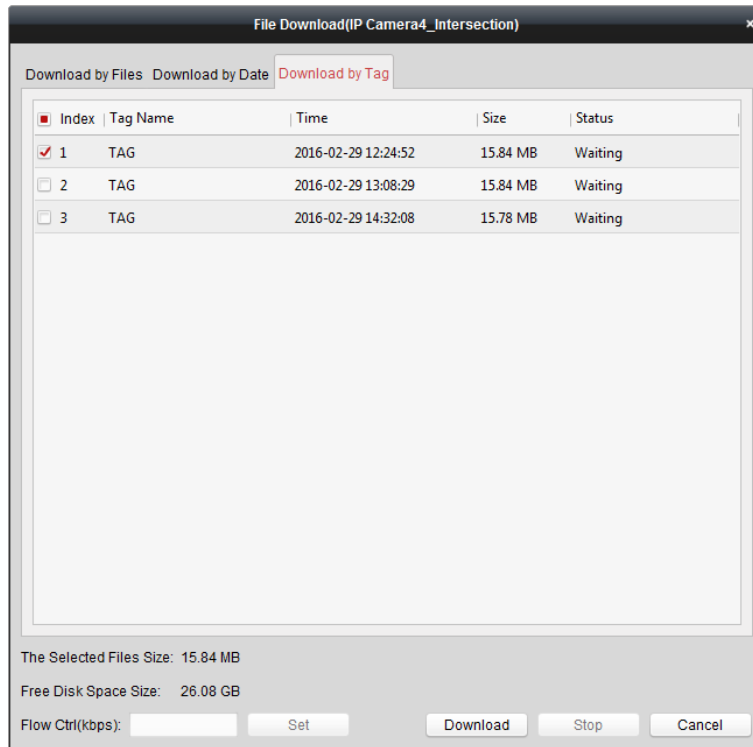 File Download(IP Camera4_Intersection)
Download by Files Download by Date Download by Tag
Index Tag Name Time Size Status
1 TAG 2016-02-29 12:24:52 15.84 MB Waiting
2 TAG 2016-02-29 13:08:29 15.84 MB Waiting
3 TAG 2016-02-29 14:32:08 15.78 MB Waiting
The Selected Files Size: 15.84 MB
Free Disk Space Size: 26.08 GB
Flow Ctrl(kbps): Set Download Stop Cancel